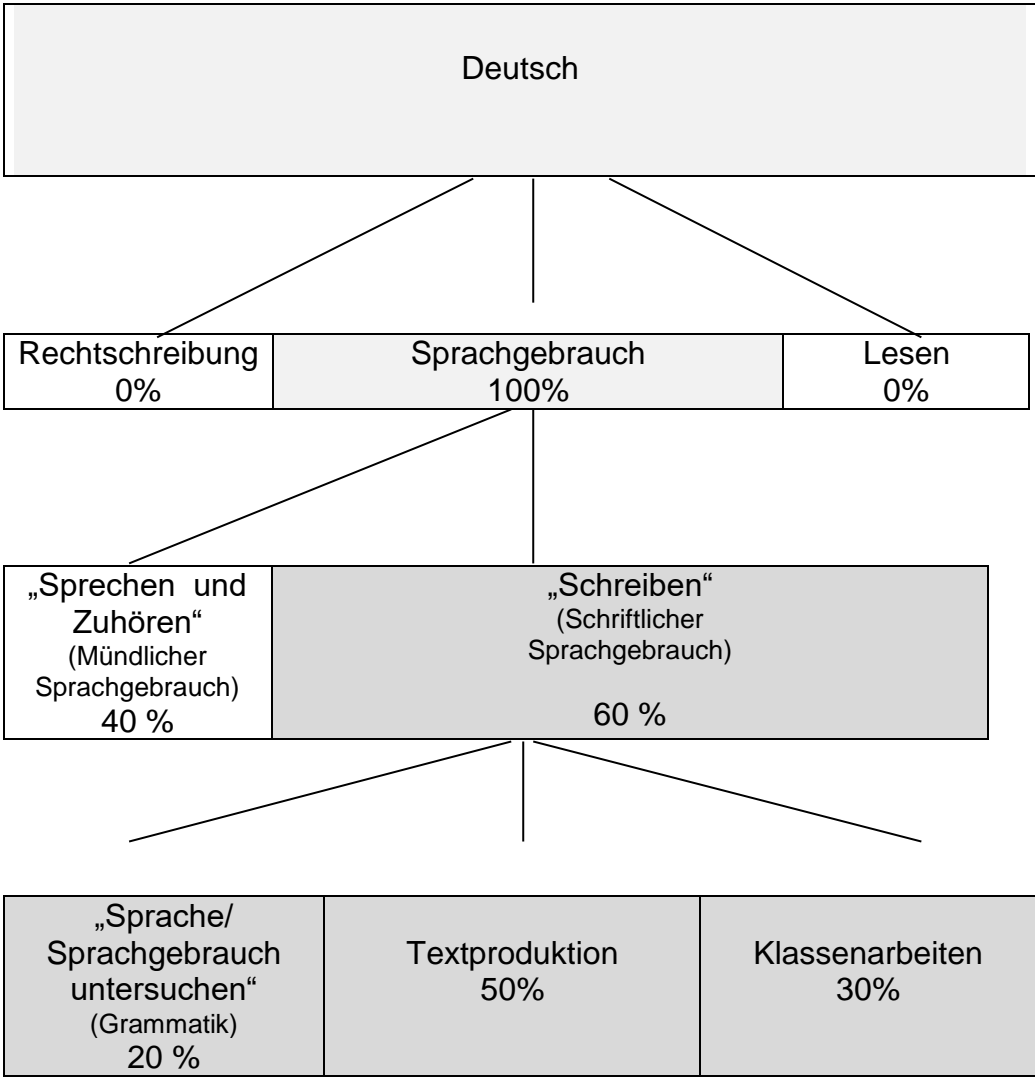 Deutsch
Rechtschreibung
0%
Sprachgebrauch
100%
Lesen
0%
„Sprechen und
Zuhören“
(Mündlicher
Sprachgebrauch)
40 %
„Schreiben“
(Schriftlicher
Sprachgebrauch)
60 %
„Sprache/
Sprachgebrauch
untersuchen“
(Grammatik)
20 %
Textproduktion
50%
Klassenarbeiten
30%